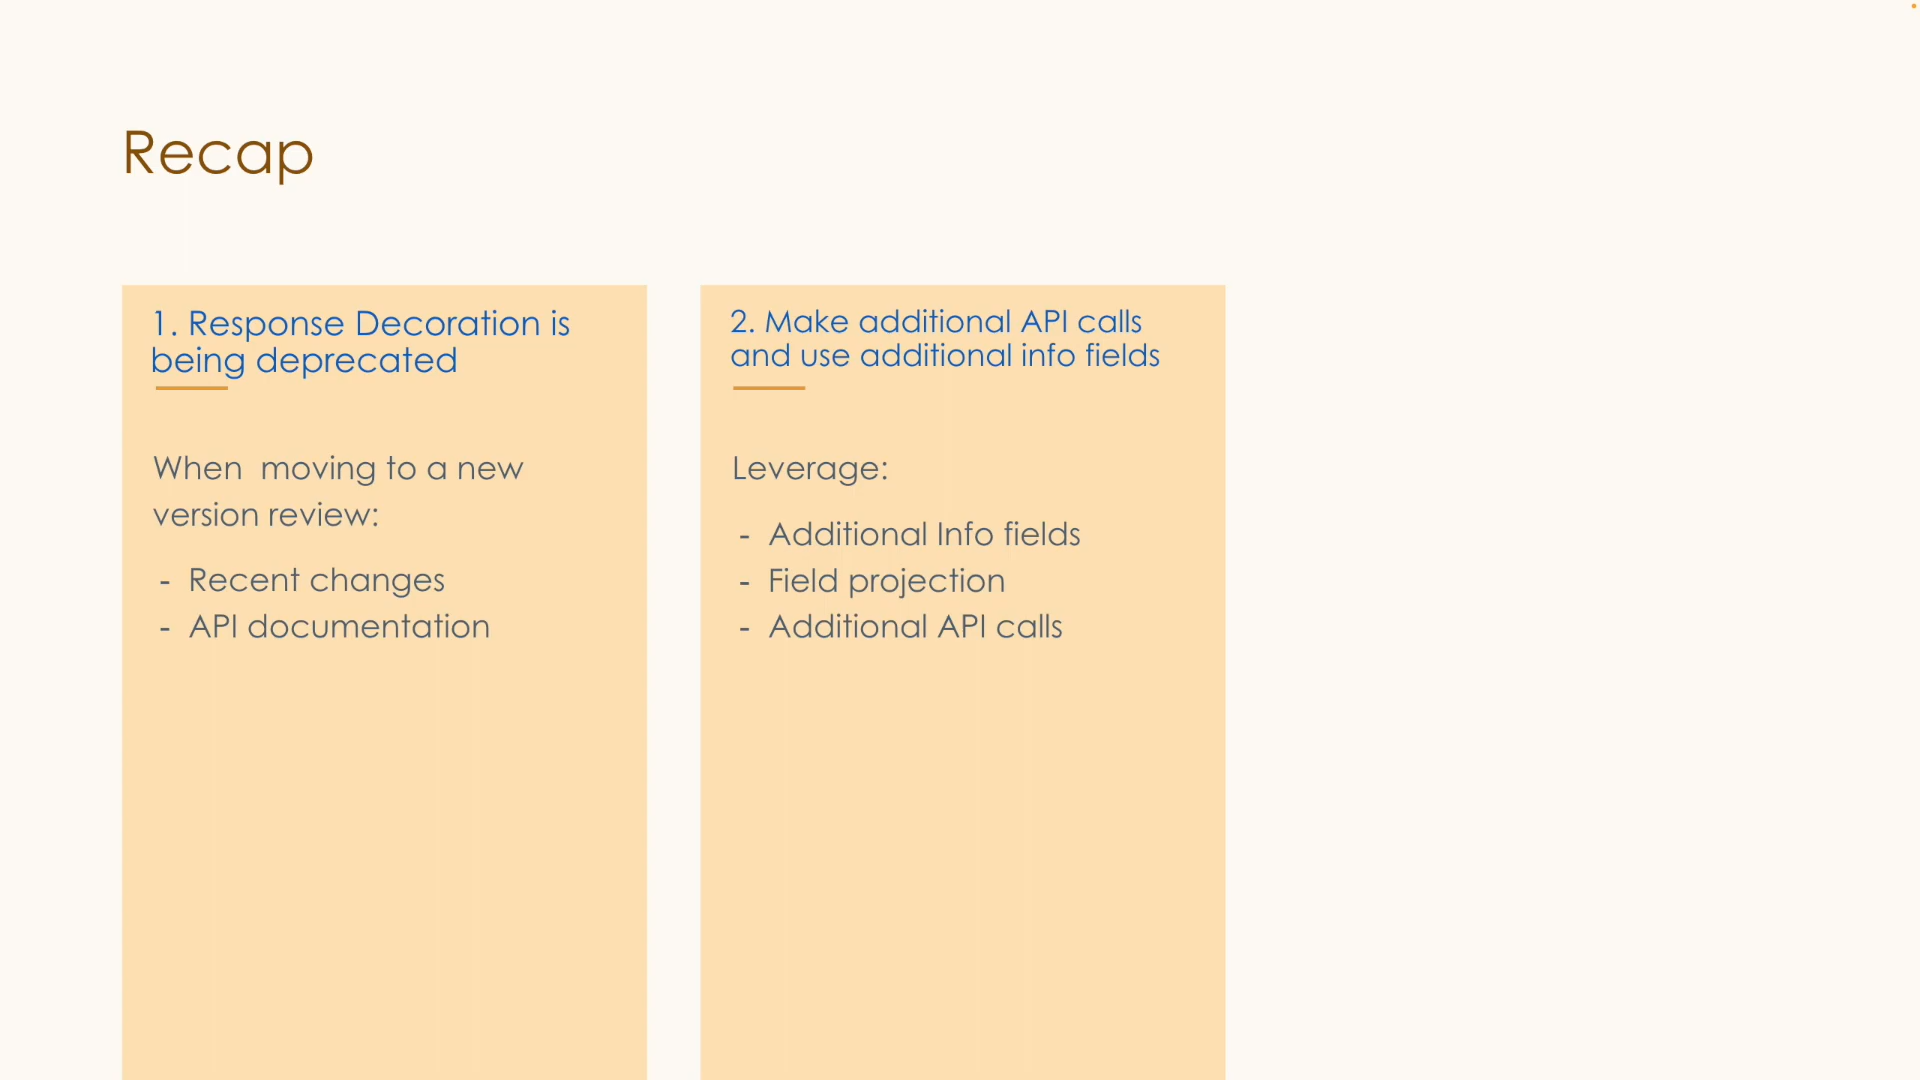 Recap
1. Response Decoration is
being deprecated
When  moving to a new
version review:
- Recent changes
- API documentation
2. Make additional API calls
and use additional info fields
Leverage:
- Additional Info fields
- Field projection
- Additional API calls